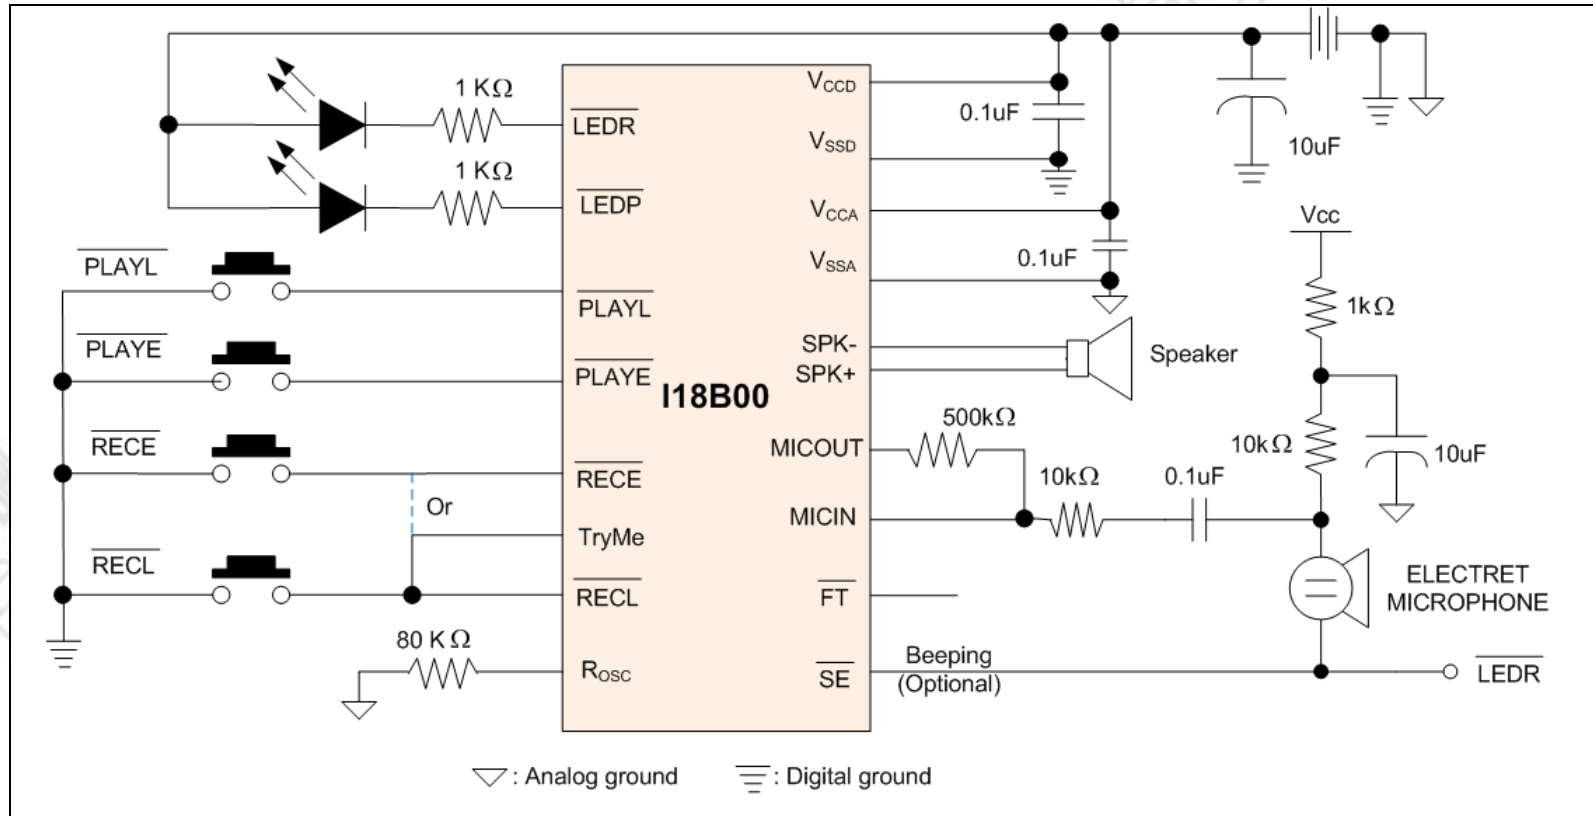 1 KΩ
LEDR
1 KΩ
LEDP
PLAYL
PLAYL
PLAYE
PLAYE
RECE
RECE
Or
TryMe
RECL
RECL
80 KΩ
ROSC
I18B00
VCCD
0.1uF
VSSD
VCCA
0.1uF
VSSA
10uF
SPK-
SPK+
Speaker
MICOUT
500kΩ
MICIN
10kΩ
0.1uF
Vcc
1kΩ
10kΩ
10uF
FT
ELECTRET
MICROPHONE
SE
Beeping
(Optional)
LEDR
: Analog ground
: Digital ground